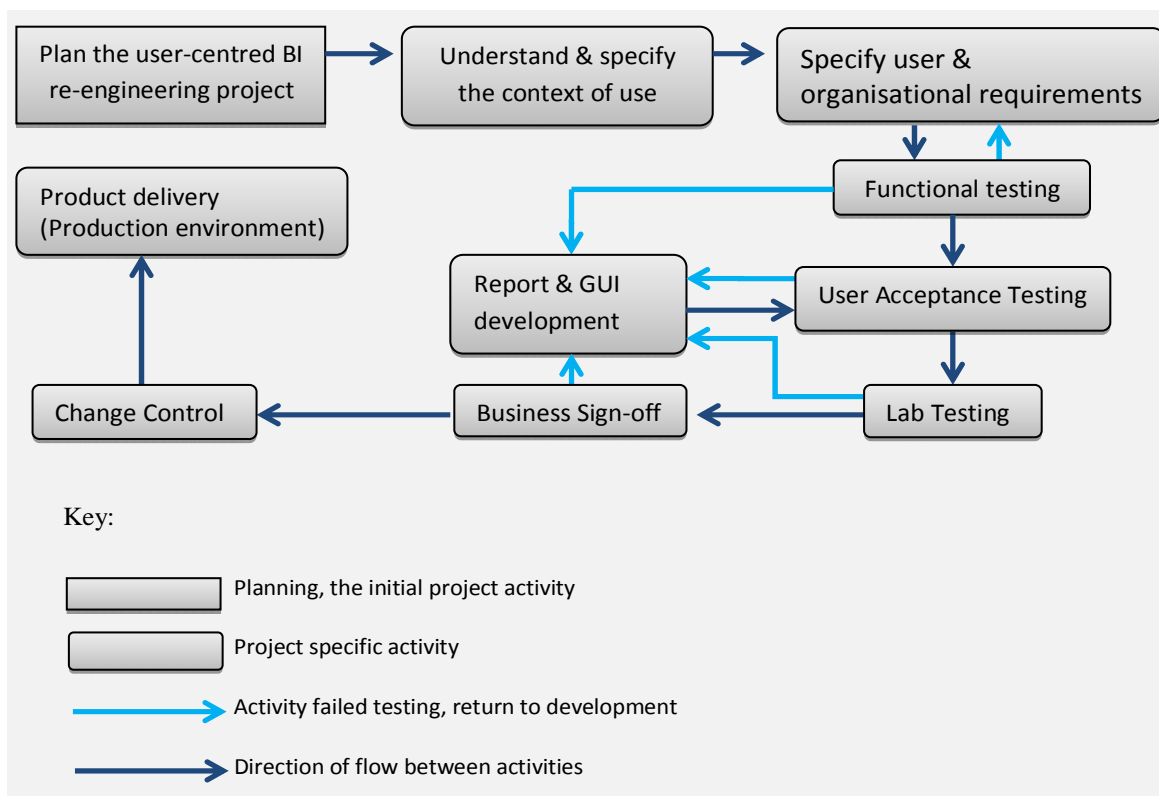 Plan the user-centred BI
re-engineering project
Understand & specify
the context of use
Specify user &
organisational requirements
Product delivery
(Production environment)
Functional testing
Report & GUI
development
User Acceptance Testing
Change Control
Business Sign-off
Lab Testing
Key:
Planning, the initial project activity
Project specific activity
Activity failed testing, return to development
Direction of flow between activities